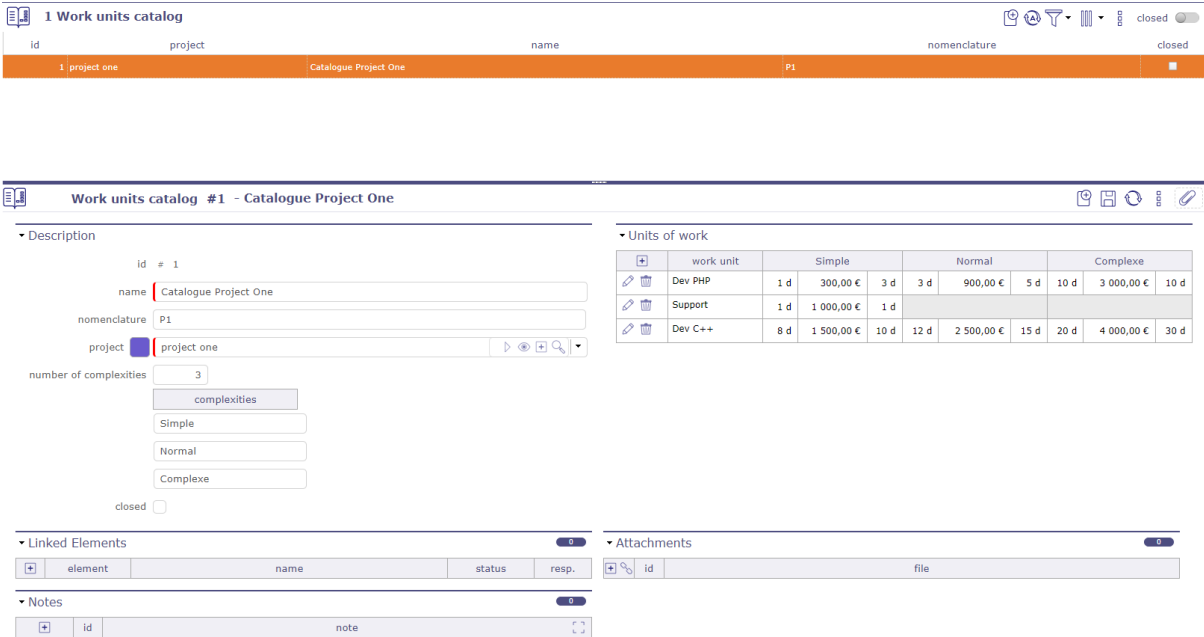 1 Work units catalog
closed
id project name nomenclature closed
1 project one Catalogue Project One P1
Work units catalog #1 - Catalogue Project One
Description
id # 1
name Catalogue Project One
nomenclature P1
project project one
number of complexities 3
complexities
Simple
Normal
Complexe
closed
Units of work
work unit Simple Normal Complexe
Dev PHP 1 d 300,00 € 3 d 3 d 900,00 € 5 d 10 d 3 000,00 € 10 d
Support 1 d 1 000,00 € 1 d
Dev C++ 8 d 1 500,00 € 10 d 12 d 2 500,00 € 15 d 20 d 4 000,00 € 30 d
Linked Elements 0
element name status resp.
Attachments 0
id file
Notes 0
id note